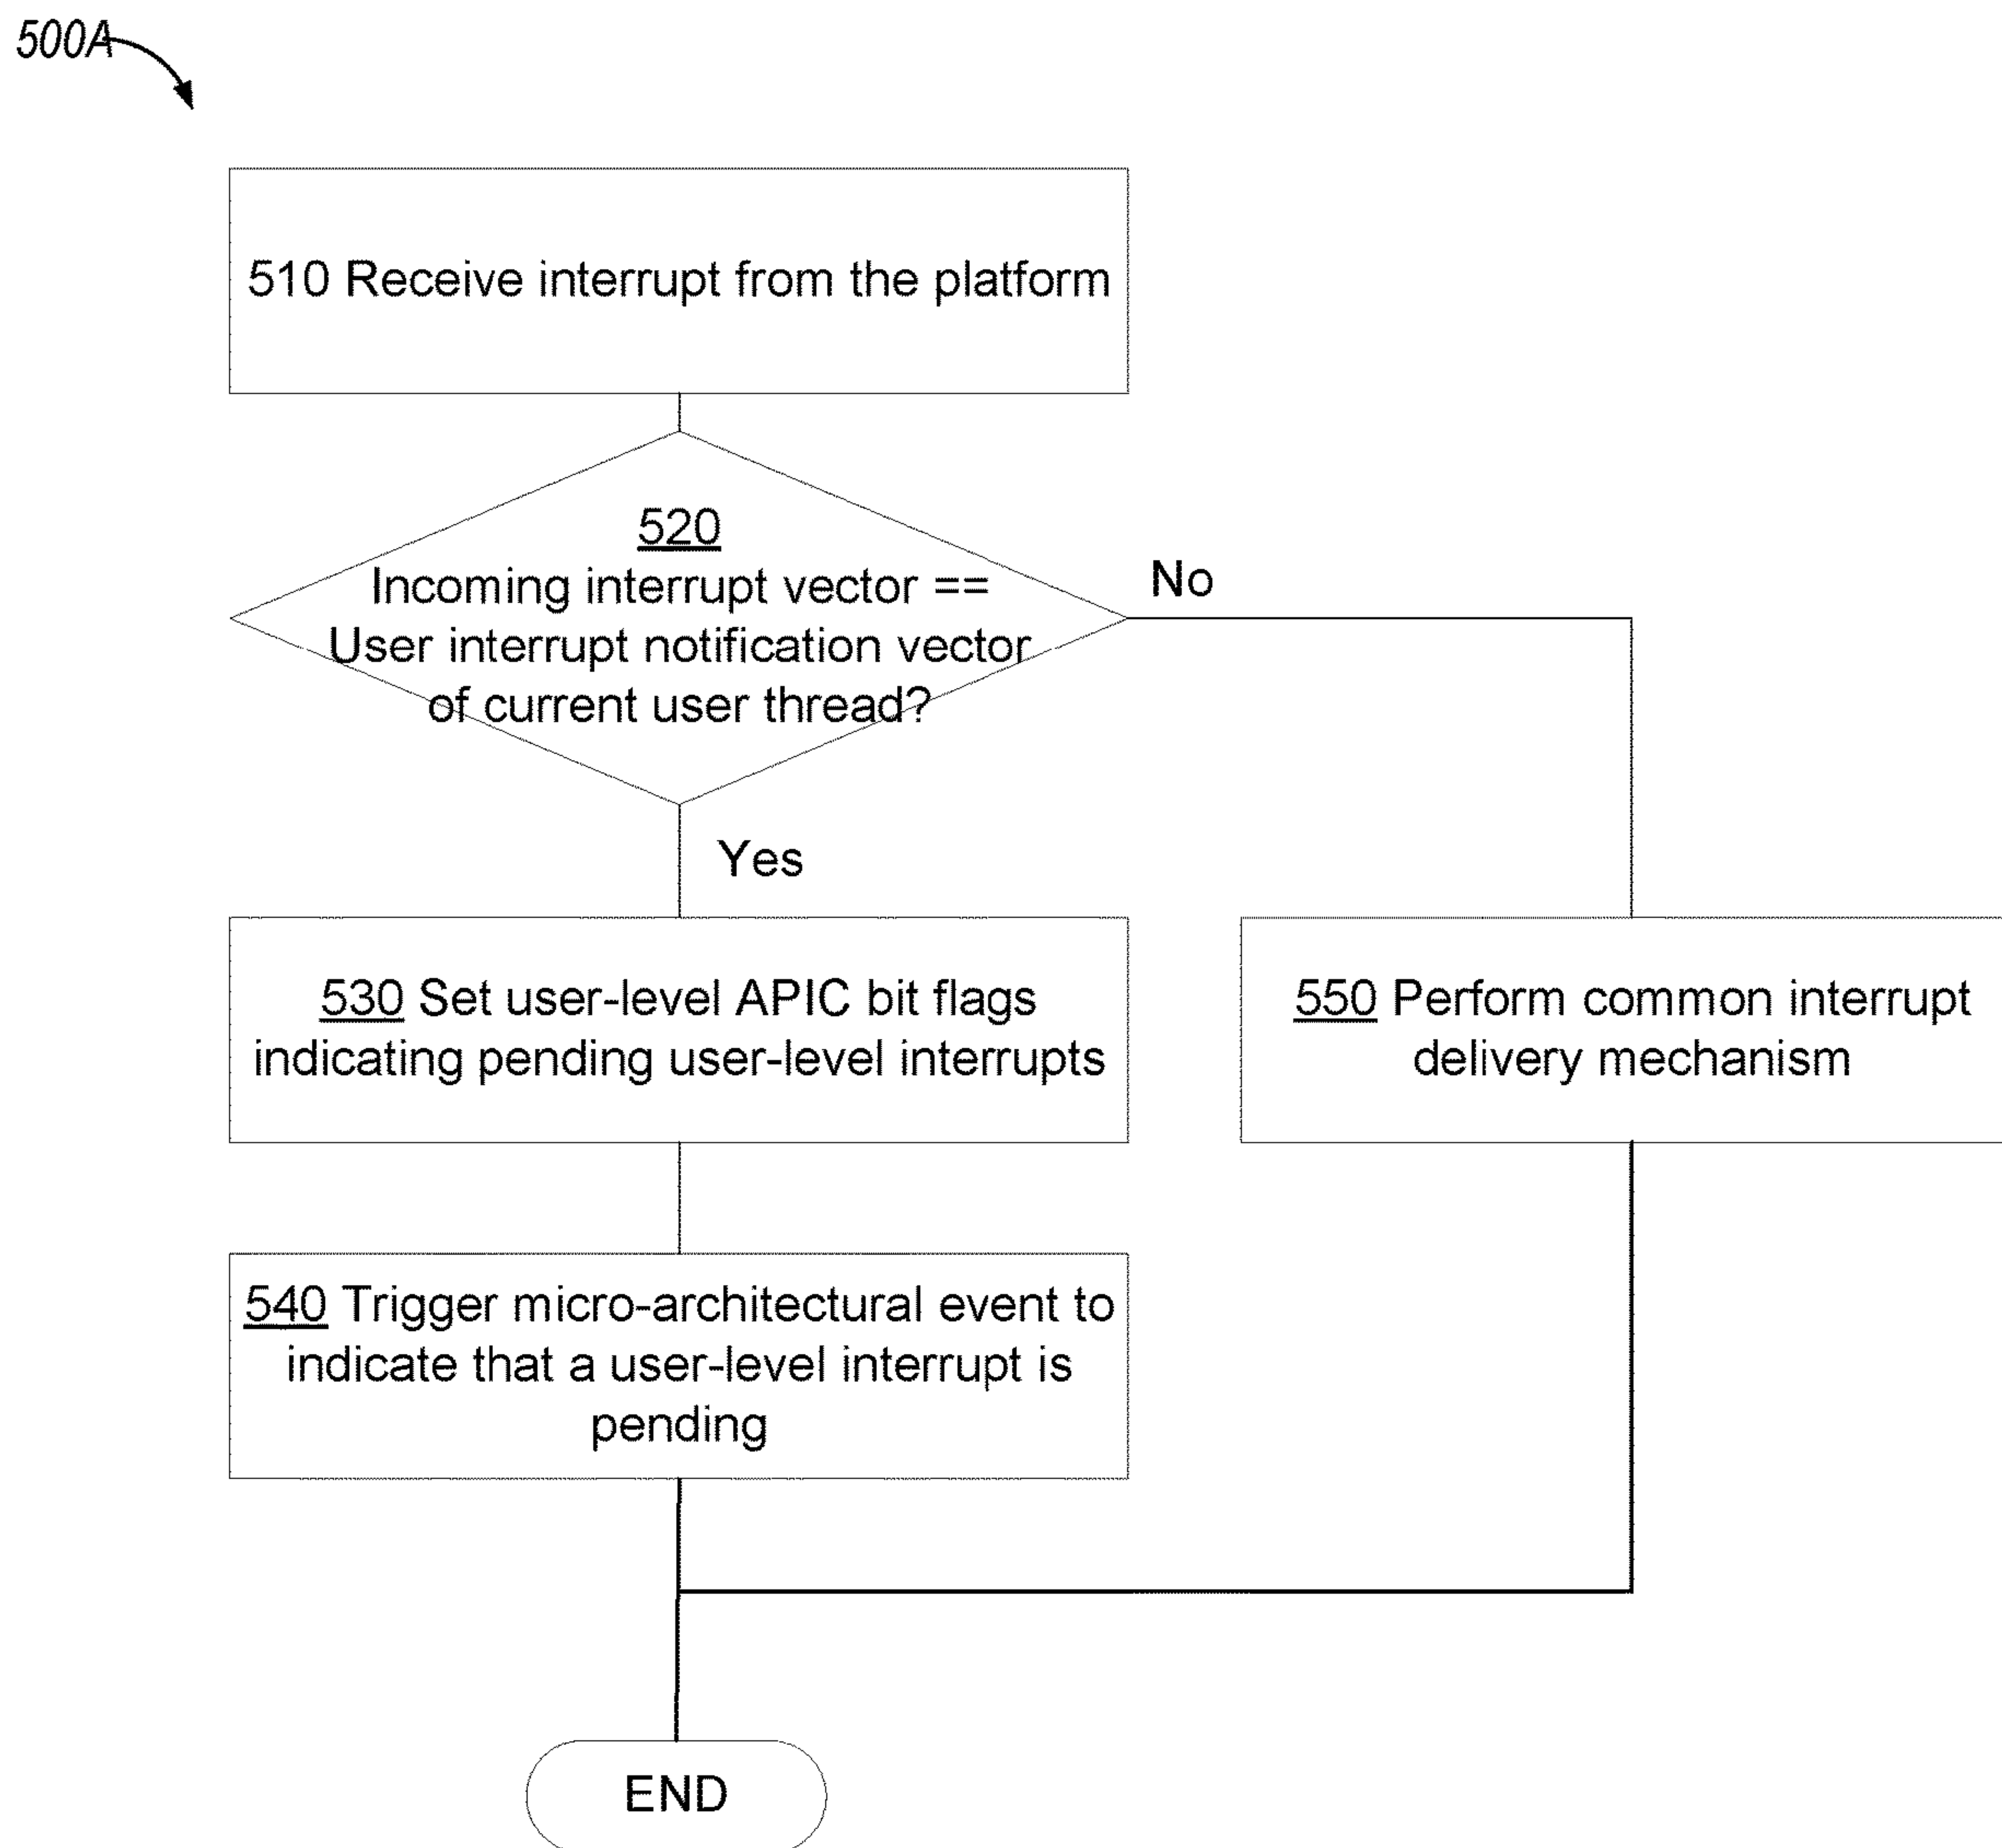 500A
510 Receive interrupt from the platform
520
Incoming interrupt vector ==
User interrupt notification vector
of current user thread?
No
Yes
530 Set user-level APIC bit flags
indicating pending user-level interrupts
550 Perform common interrupt
delivery mechanism
540 Trigger micro-architectural event to
indicate that a user-level interrupt is
pending
END